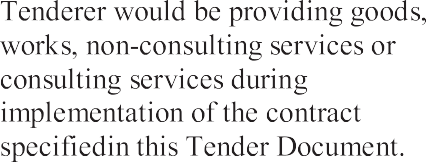 Tenderer would be providing goods,
works, non-consulting services or
consulting services during
implementation of the contract
specifiedin this Tender Document.